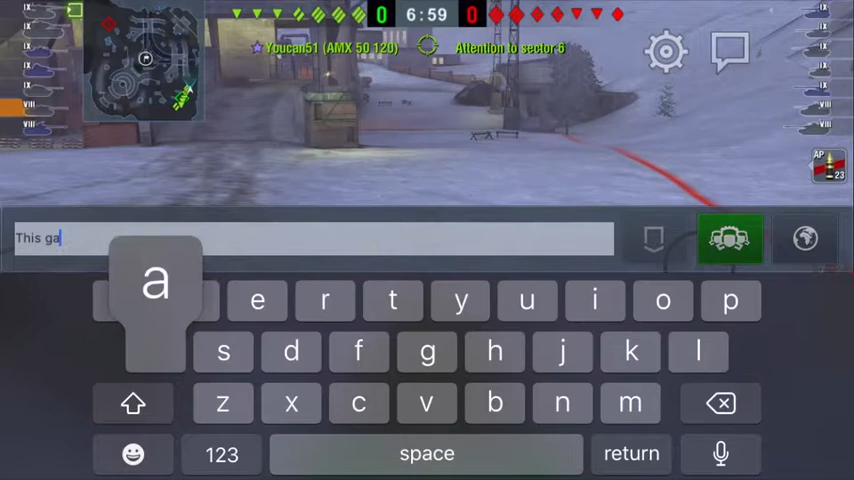 IX
IX
IX
IX
IX
VIII
VIII
0 6:59 0
Youcan51 (AMX 50 120) Attention to sector 6
IX
IX
IX
IX
IX
VIII
VIII
AP
23
This ga
a
e r t y u i o p
s d f g h j k l
z x c v b n m
123 space return